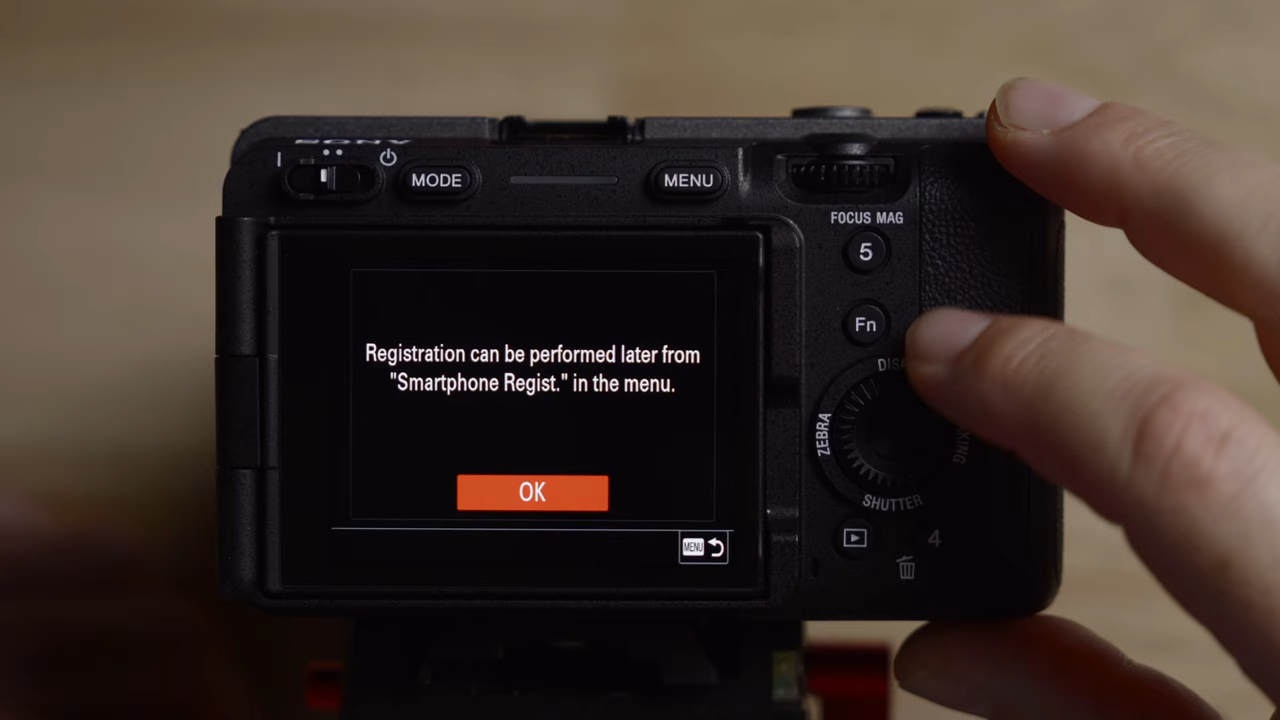 SONY
MODE
MENU
FOCUS MAG
5
Fn
Registration can be performed later from
"Smartphone Regist." in the menu.
ZEBRA
SHUTTER
OK
MENU
4